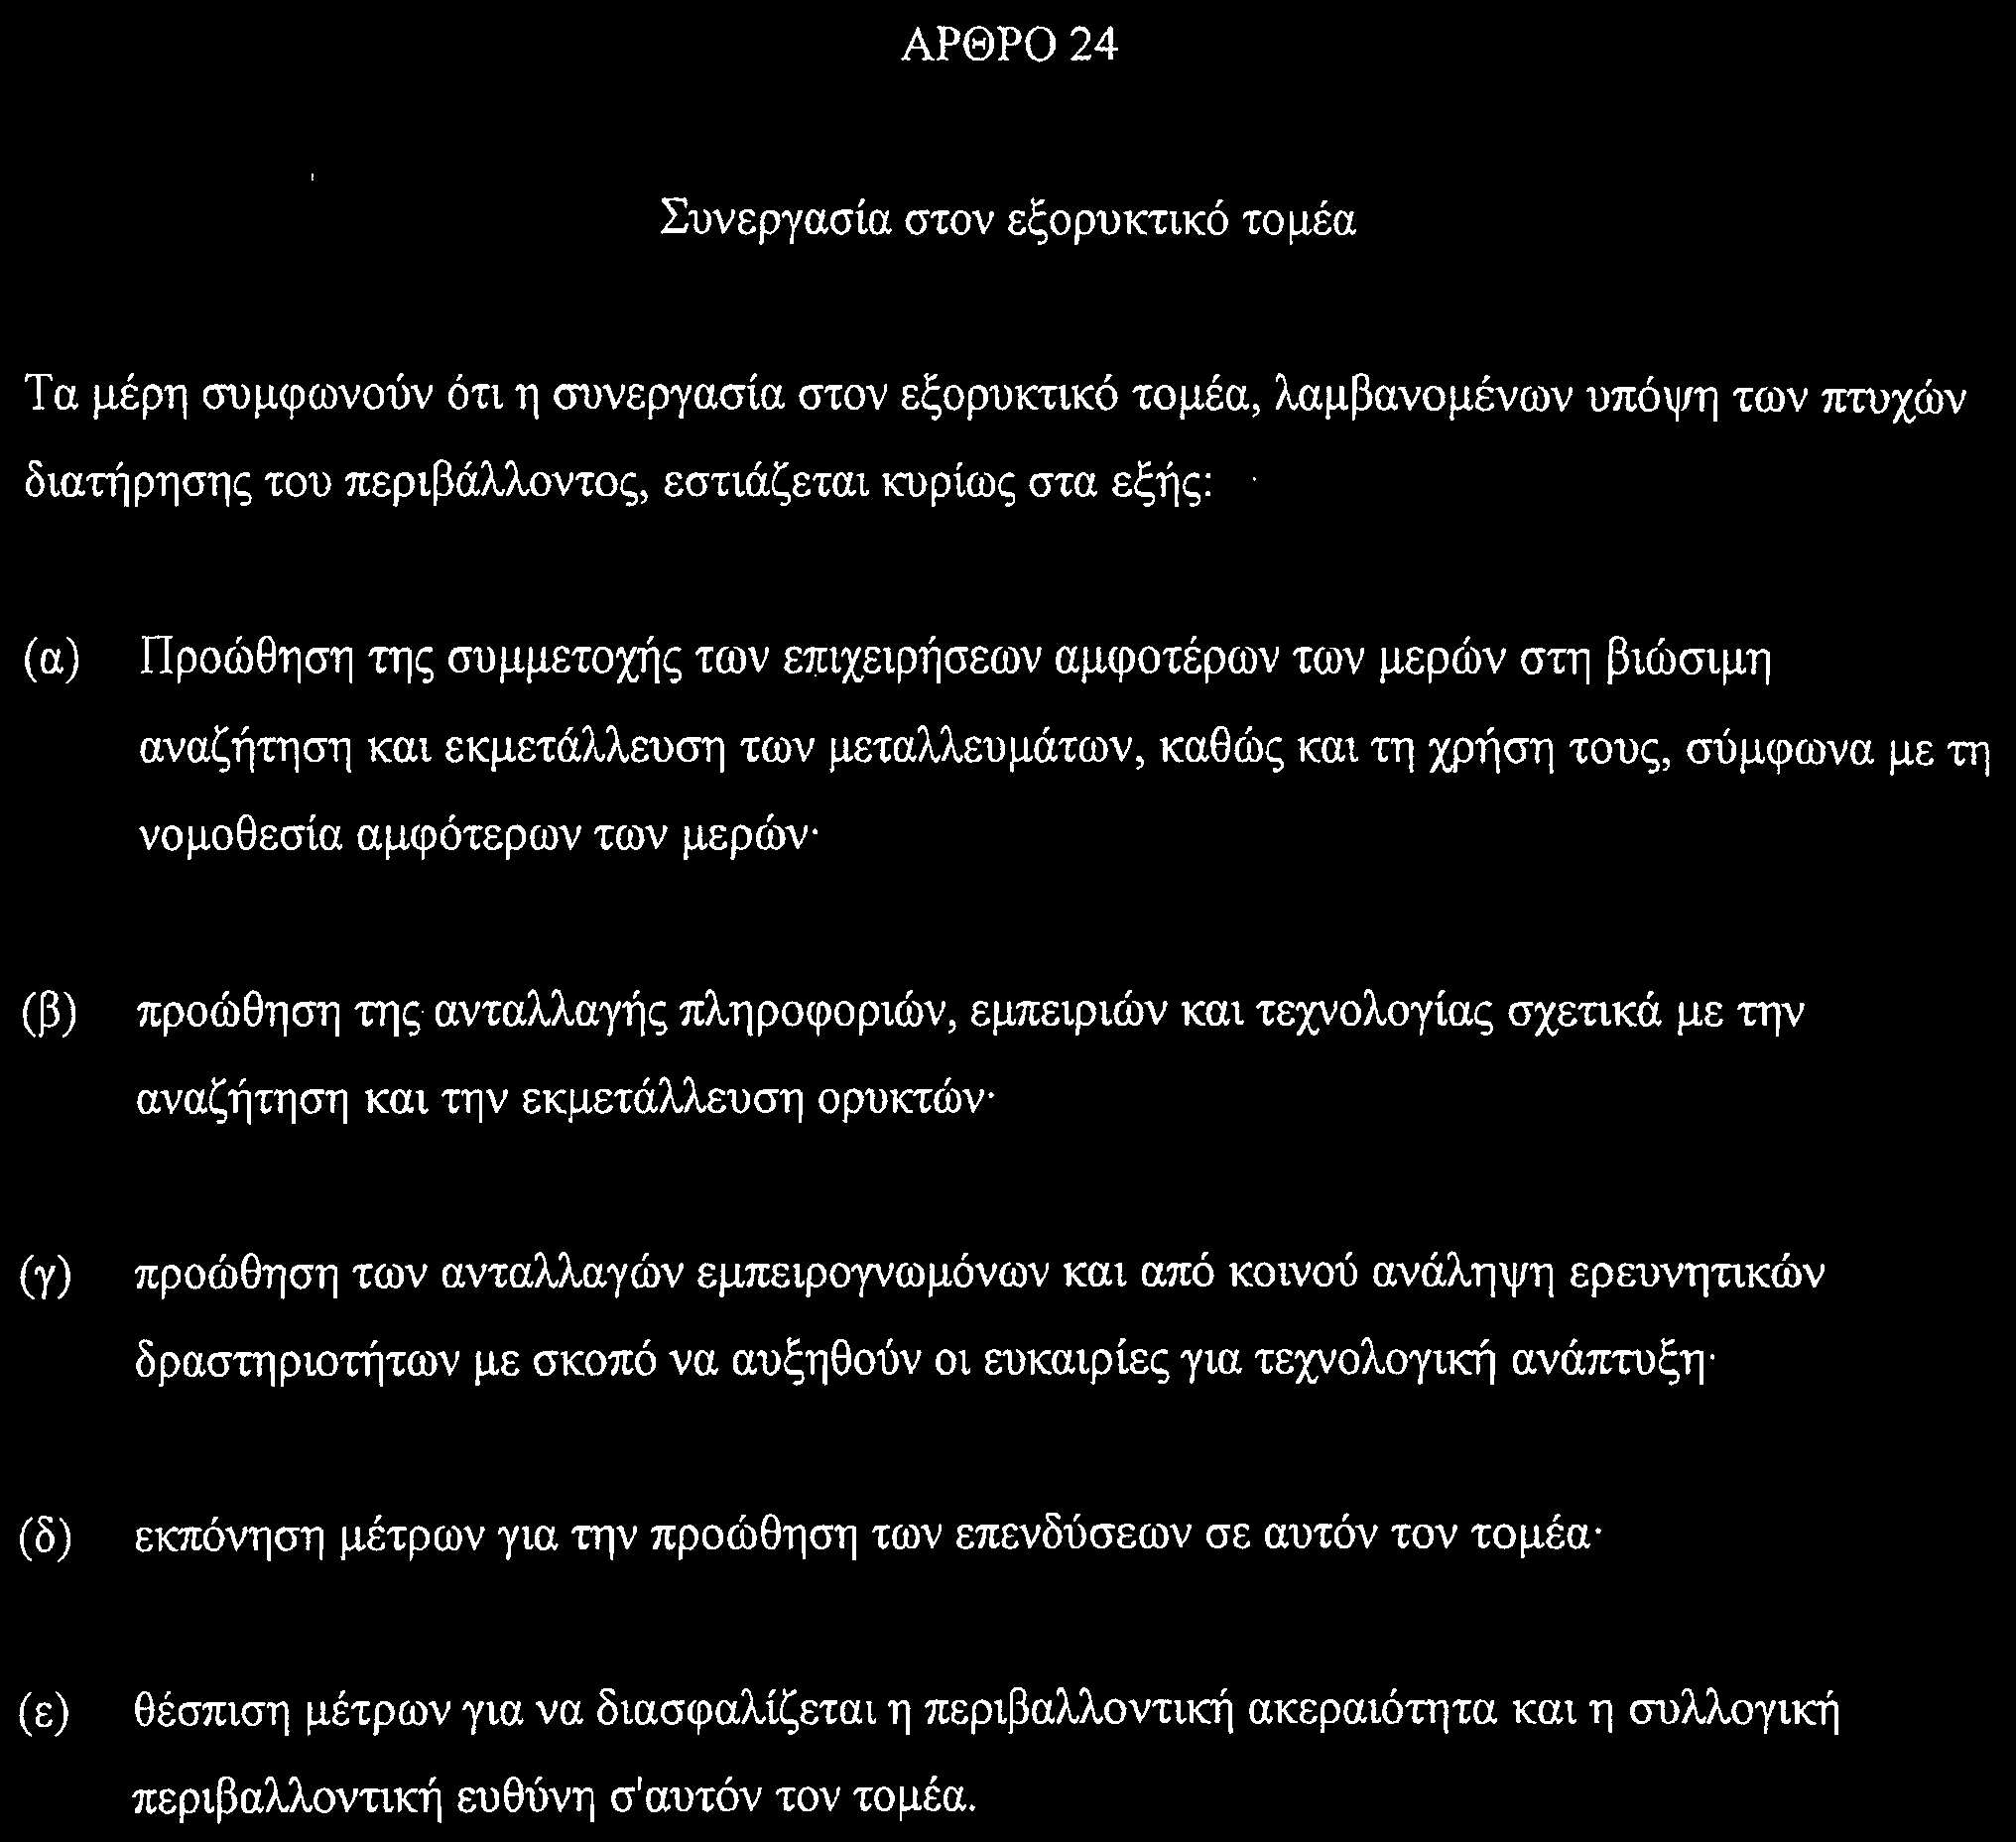 ΑΡΘΡΟ 24
Συνεργασία στον εξορυκτικό τομέα
Τα μέρη συμφωνούν ότι η συνεργασία στον εξορυκτικό τομέα, λαμβανομένων υπόψη των πτυχών
διατήρησης του περιβάλλοντος, εστιάζεται κυρίως στα εξής:
(α) Προώθηση της συμμετοχής των επιχειρήσεων αμφοτέρων των μερών στη βιώσιμη
αναζήτηση και εκμετάλλευση των μεταλλευμάτων, καθώς και τη χρήση τους, σύμφωνα με τη
νομοθεσία αμφότερων των μερών·
(β) προώθηση της ανταλλαγής πληροφοριών, εμπειριών και τεχνολογίας σχετικά με την
αναζήτηση και την εκμετάλλευση ορυκτών·
(γ) προώθηση των ανταλλαγών εμπειρογνωμόνων και από κοινού ανάληψη ερευνητικών
δραστηριοτήτων με σκοπό να αυξηθούν οι ευκαιρίες για τεχνολογική ανάπτυξη·
(δ) εκπόνηση μέτρων για την προώθηση των επενδύσεων σε αυτόν τον τομέα·
(ε) θέσπιση μέτρων για να διασφαλίζεται η περιβαλλοντική ακεραιότητα και η συλλογική
περιβαλλοντική ευθύνη σ'αυτόν τον τομέα.